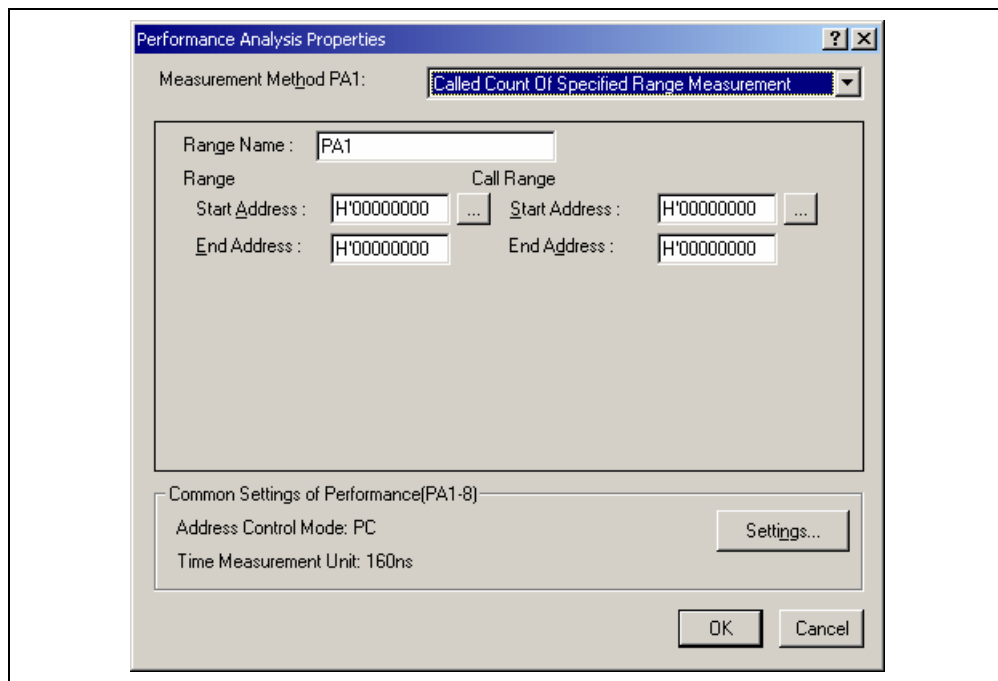 Performance Analysis Properties
Measurement Method PA1: Called Count Of Specified Range Measurement
Range Name : PA1
Range Call Range
Start Address : H'00000000 ... Start Address : H'00000000 ...
End Address : H'00000000 End Address : H'00000000
Common Settings of Performance(PA1-8)
Address Control Mode: PC
Settings...
Time Measurement Unit: 160ns
OK Cancel